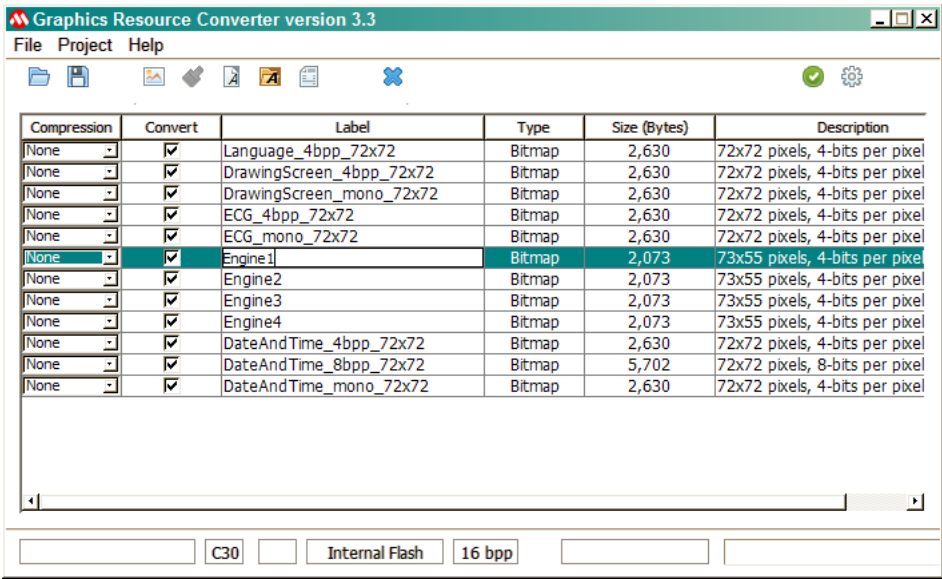 Graphics Resource Converter version 3.3
File Project Help
Compression Convert Label Type Size (Bytes) Description
None Language_4bpp_72x72 Bitmap 2,630 72x72 pixels, 4-bits per pixel
None DrawingScreen_4bpp_72x72 Bitmap 2,630 72x72 pixels, 4-bits per pixel
None DrawingScreen_mono_72x72 Bitmap 2,630 72x72 pixels, 4-bits per pixel
None ECG_4bpp_72x72 Bitmap 2,630 72x72 pixels, 4-bits per pixel
None ECG_mono_72x72 Bitmap 2,630 72x72 pixels, 4-bits per pixel
None Engine1 Bitmap 2,073 73x55 pixels, 4-bits per pixel
None Engine2 Bitmap 2,073 73x55 pixels, 4-bits per pixel
None Engine3 Bitmap 2,073 73x55 pixels, 4-bits per pixel
None Engine4 Bitmap 2,073 73x55 pixels, 4-bits per pixel
None DateAndTime_4bpp_72x72 Bitmap 2,630 72x72 pixels, 4-bits per pixel
None DateAndTime_8bpp_72x72 Bitmap 5,702 72x72 pixels, 8-bits per pixel
None DateAndTime_mono_72x72 Bitmap 2,630 72x72 pixels, 4-bits per pixel
C30 Internal Flash 16 bpp